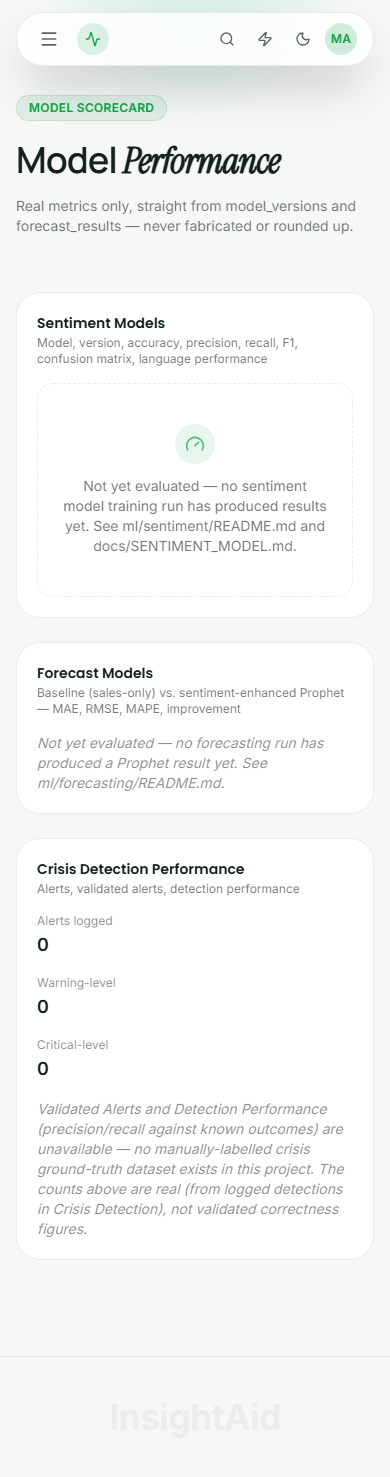 MA
MODEL SCORECARD
Model Performance
Real metrics only, straight from model_versions and
forecast_results — never fabricated or rounded up.
Sentiment Models
Model, version, accuracy, precision, recall, F1,
confusion matrix, language performance
Not yet evaluated — no sentiment
model training run has produced results
yet. See ml/sentiment/README.md and
docs/SENTIMENT_MODEL.md.
Forecast Models
Baseline (sales-only) vs. sentiment-enhanced Prophet
— MAE, RMSE, MAPE, improvement
Not yet evaluated — no forecasting run has
produced a Prophet result yet. See
ml/forecasting/README.md.
Crisis Detection Performance
Alerts, validated alerts, detection performance
Alerts logged
0
Warning-level
0
Critical-level
0
Validated Alerts and Detection Performance
(precision/recall against known outcomes) are
unavailable — no manually-labelled crisis
ground-truth dataset exists in this project. The
counts above are real (from logged detections
in Crisis Detection), not validated correctness
figures.
InsightAid